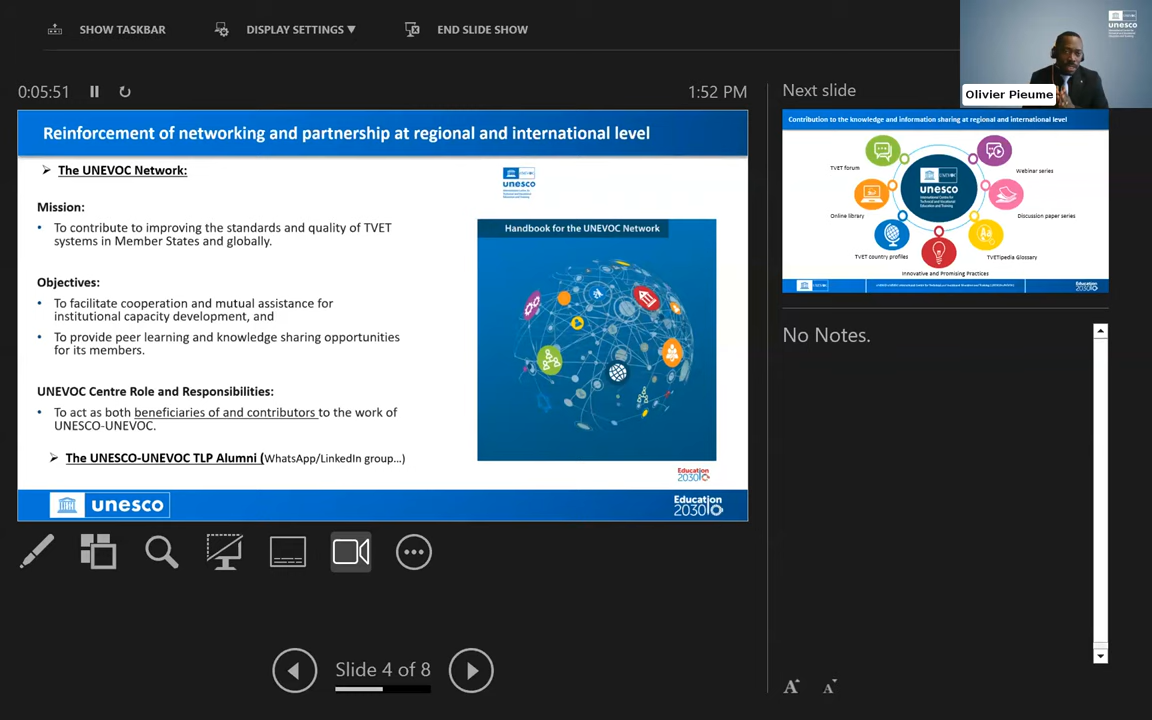 SHOW TASKBAR
DISPLAY SETTINGS ▼
END SLIDE SHOW
unesco
Olivier Pieume
0:05:51
1:52 PM
Next slide
Reinforcement of networking and partnership at regional and international level
➢ The UNEVOC Network:
unesco
Mission:
• To contribute to improving the standards and quality of TVET
systems in Member States and globally.
Handbook for the UNEVOC Network
Objectives:
• To facilitate cooperation and mutual assistance for
institutional capacity development, and
• To provide peer learning and knowledge sharing opportunities
for its members.
UNEVOC Centre Role and Responsibilities:
• To act as both beneficiaries of and contributors to the work of
UNESCO-UNEVOC.
➢ The UNESCO-UNEVOC TLP Alumni (WhatsApp/LinkedIn group...)
Education
2030
unesco
Education
2030
Contribution to the knowledge and information sharing at regional and international level
TVET forum
Webinar series
unesco
Online library
Discussion paper series
Aa
TVET country profiles
TVETipedia Glossary
Innovative and Promising Practices
unesco
Education
2030
No Notes.
Slide 4 of 8
A
A